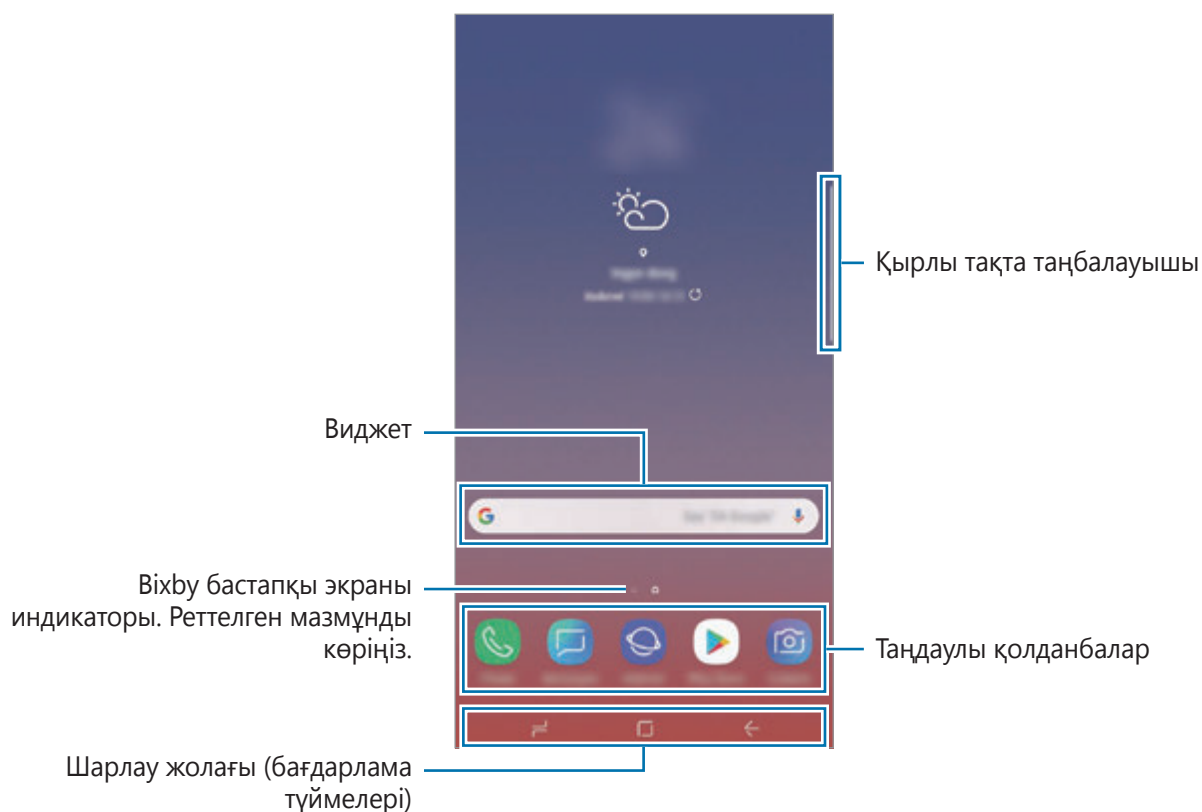 Қырлы тақта таңбалауышы
Виджет
Bixby бастапқы экраны
индикаторы. Реттелген мазмұнды
көріңіз.
Таңдаулы қолданбалар
Шарлау жолағы (бағдарлама
түймелері)